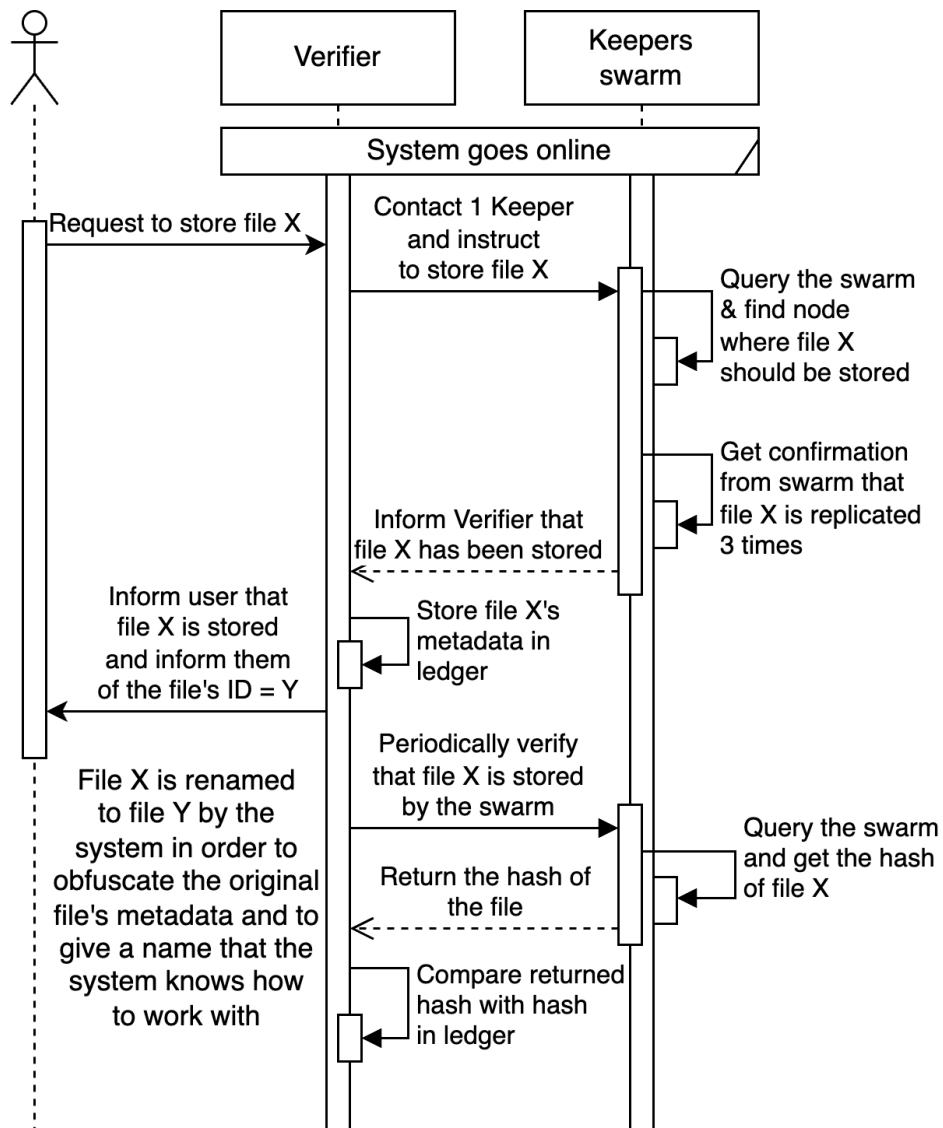 Verifier
Keepers
swarm
System goes online
Request to store file X
Contact 1 Keeper
and instruct
to store file X
Query the swarm
& find node
where file X
should be stored
Get confirmation
from swarm that
file X is replicated
3 times
Inform Verifier that
file X has been stored
Store file X's
metadata in
ledger
Inform user that
file X is stored
and inform them
of the file's ID = Y
Periodically verify
that file X is stored
by the swarm
File X is renamed
to file Y by the
system in order to
obfuscate the original
file's metadata and to
give a name that the
system knows how
to work with
Query the swarm
and get the hash
of file X
Return the hash of
the file
Compare returned
hash with hash
in ledger